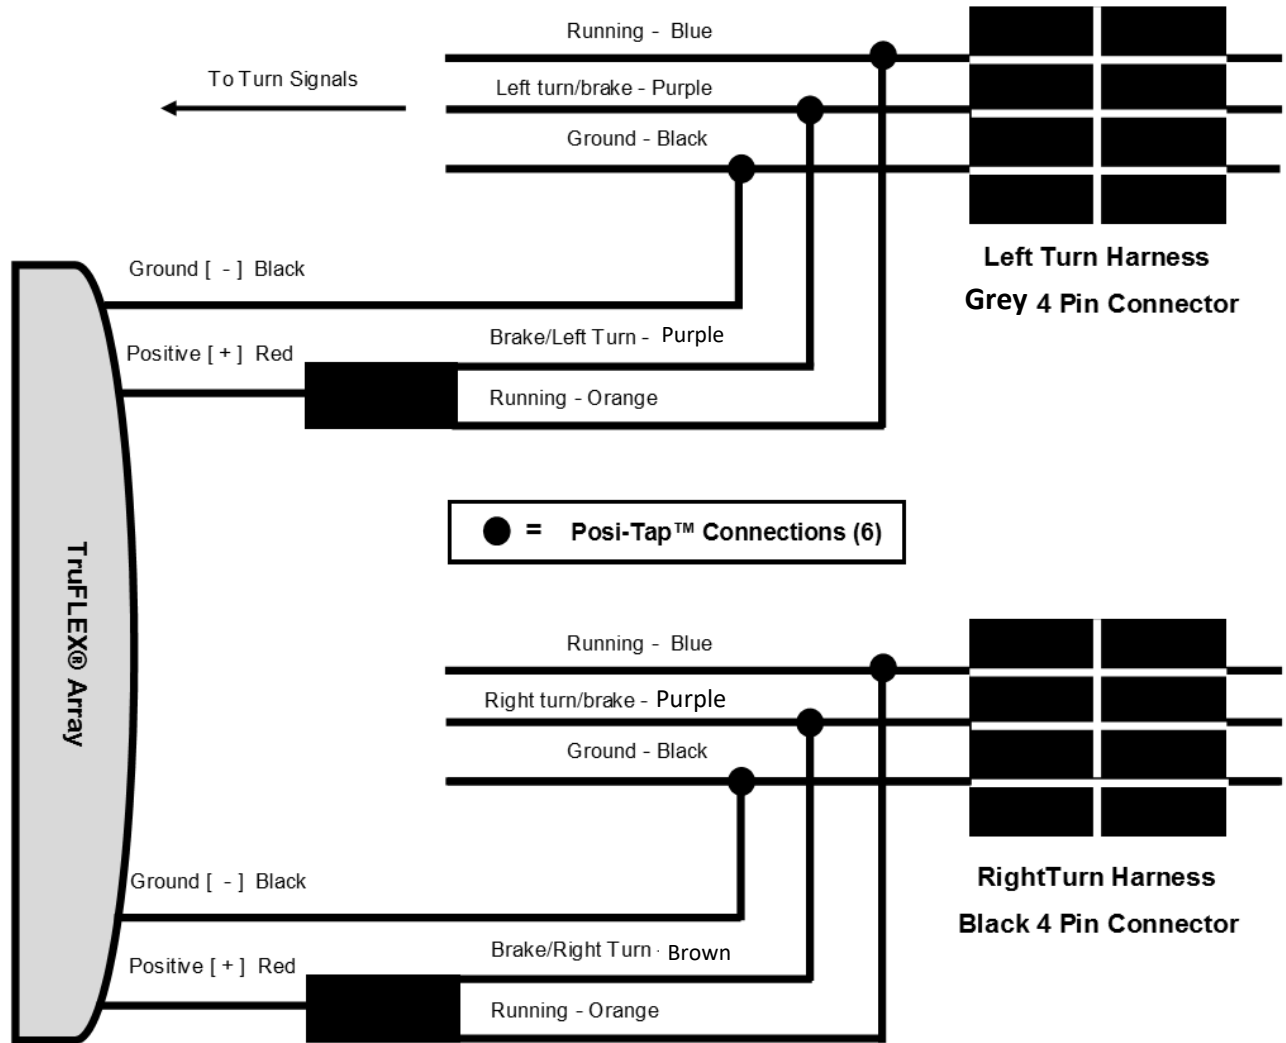 Running - Blue
To Turn Signals
Left turn/brake - Purple
Ground - Black
Left Turn Harness
Grey 4 Pin Connector
Ground [ - ] Black
Brake/Left Turn - Purple
Positive [ + ] Red
Running - Orange
● = Posi-Tap™ Connections (6)
TruFLEX® Array
Running - Blue
Right turn/brake - Purple
Ground - Black
RightTurn Harness
Black 4 Pin Connector
Ground [ - ] Black
Brake/Right Turn - Brown
Positive [ + ] Red
Running - Orange